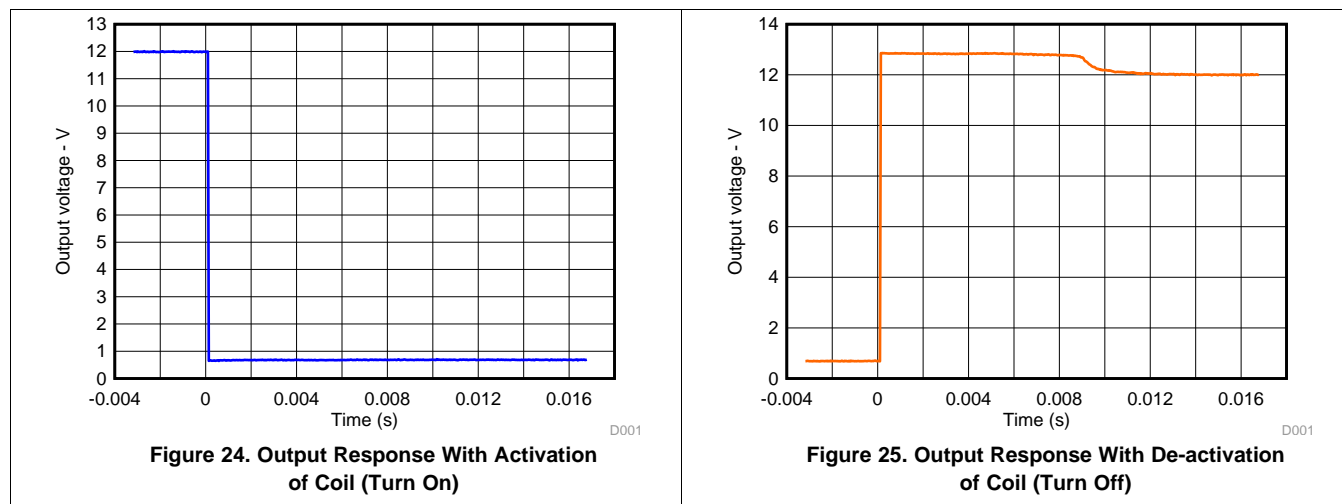 13
12
11
10
9
8
7
6
5
4
3
2
1
0
Output voltage - V
-0.004 0 0.004 0.008 0.012 0.016
Time (s)
D001
Figure 24. Output Response With Activation
of Coil (Turn On)
14
12
10
8
6
4
2
0
Output voltage - V
-0.004 0 0.004 0.008 0.012 0.016
Time (s)
D001
Figure 25. Output Response With De-activation
of Coil (Turn Off)